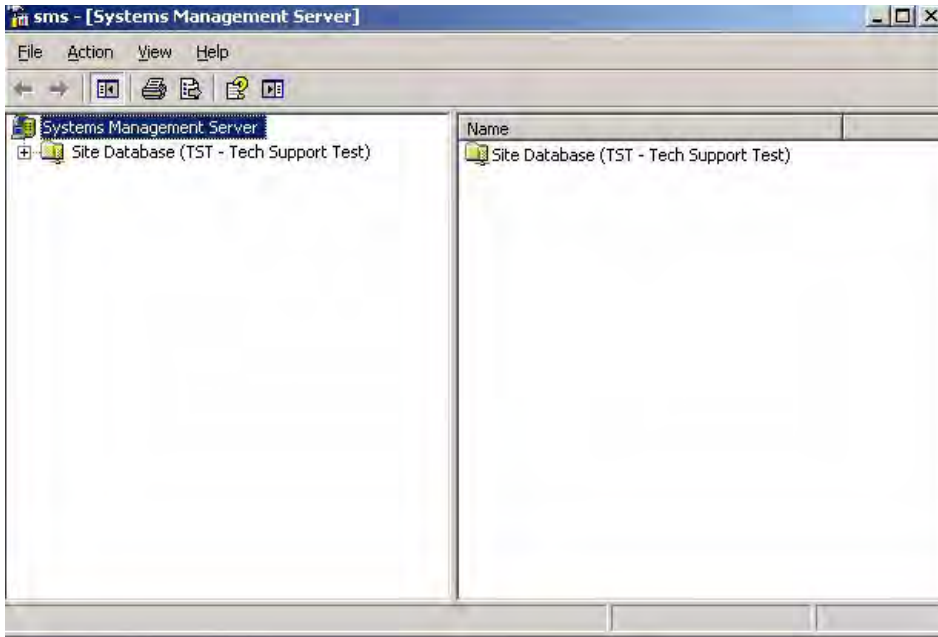 sms - [Systems Management Server]
File Action View Help
Systems Management Server
Site Database (TST - Tech Support Test)
Name
Site Database (TST - Tech Support Test)